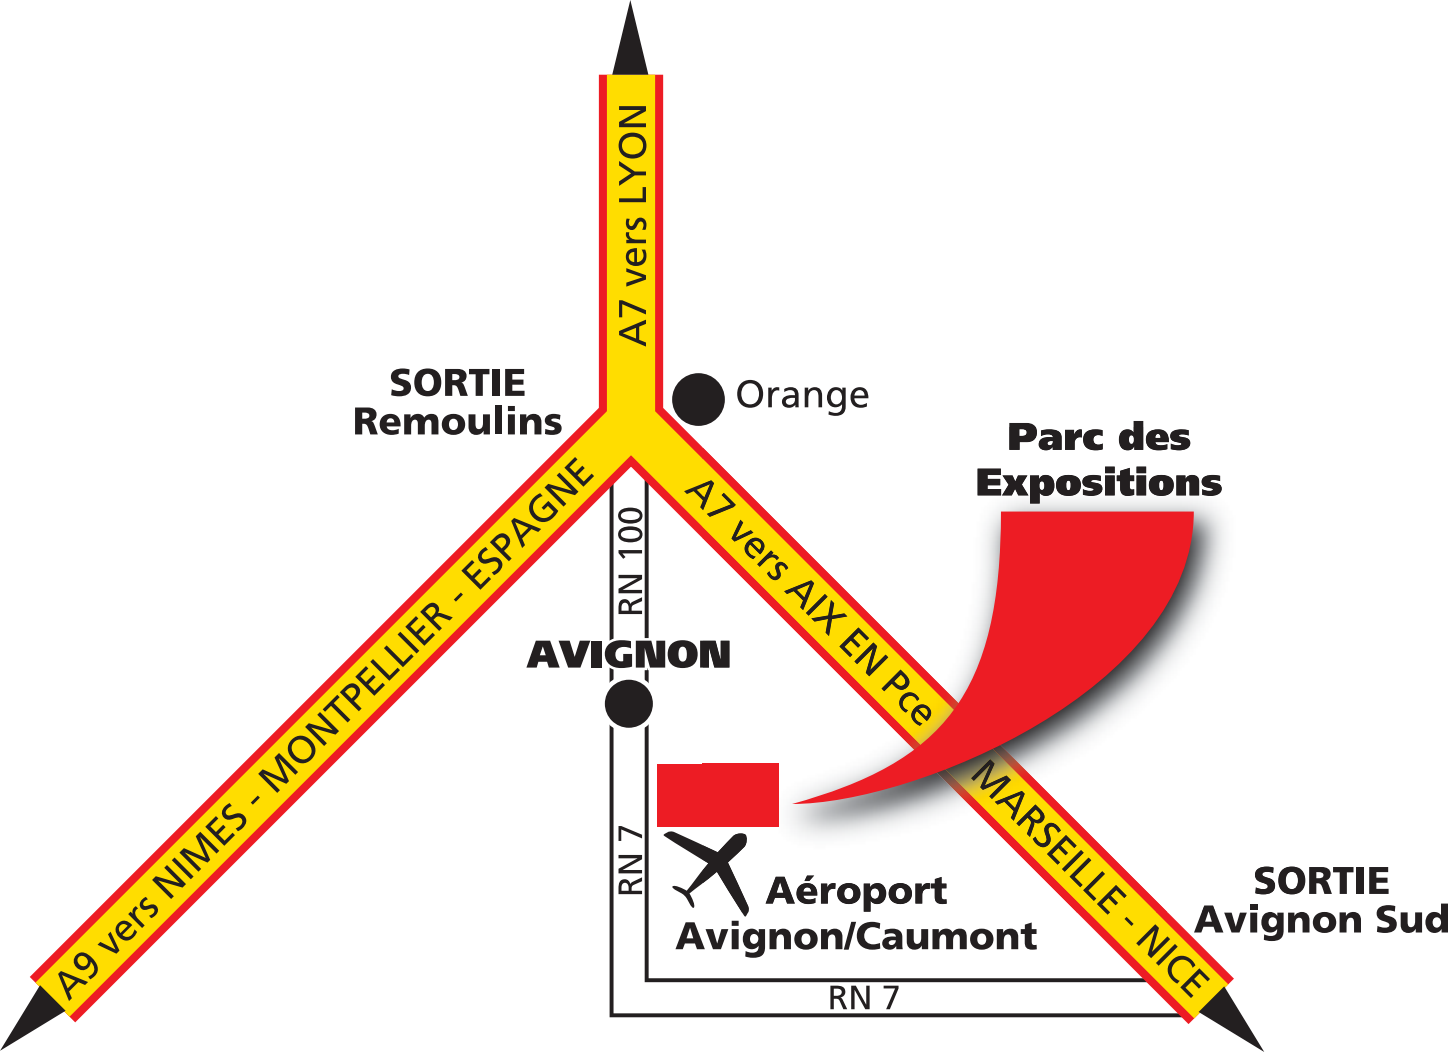 A7 vers LYON
SORTIE
Remoulins
Orange
Parc des
Expositions
A9 vers NIMES - MONTPELLIER - ESPAGNE
RN 100
A7 vers AIX EN Pce MARSEILLE - NICE
AVIGNON
RN 7
Aéroport
Avignon/Caumont
SORTIE
Avignon Sud
RN 7